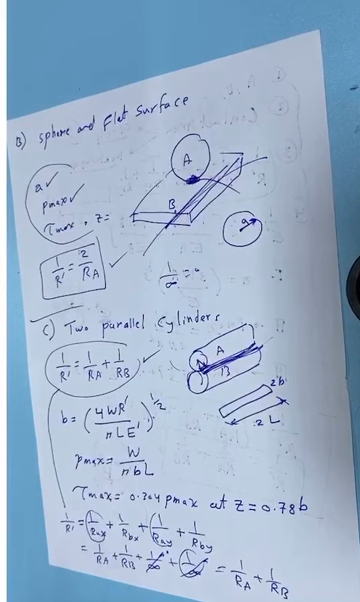 B) Sphere and Flat Surface
a ✓
A
pmax ✓
τmax, z=
B
a
1/R' = 2/RA ✓
1/∞ = 0
C) Two parallel cylinders
1/R' = 1/RA + 1/RB ✓
A
B
2b
2L
b = (4WR'/πLE')^1/2
pmax = W/πbL
τmax = 0.304 pmax at z = 0.78b
1/R' = 1/Rax + 1/Rbx + 1/Ray + 1/Rby
= 1/RA + 1/RB + 1/∞ + 1/∞ = 1/RA + 1/RB